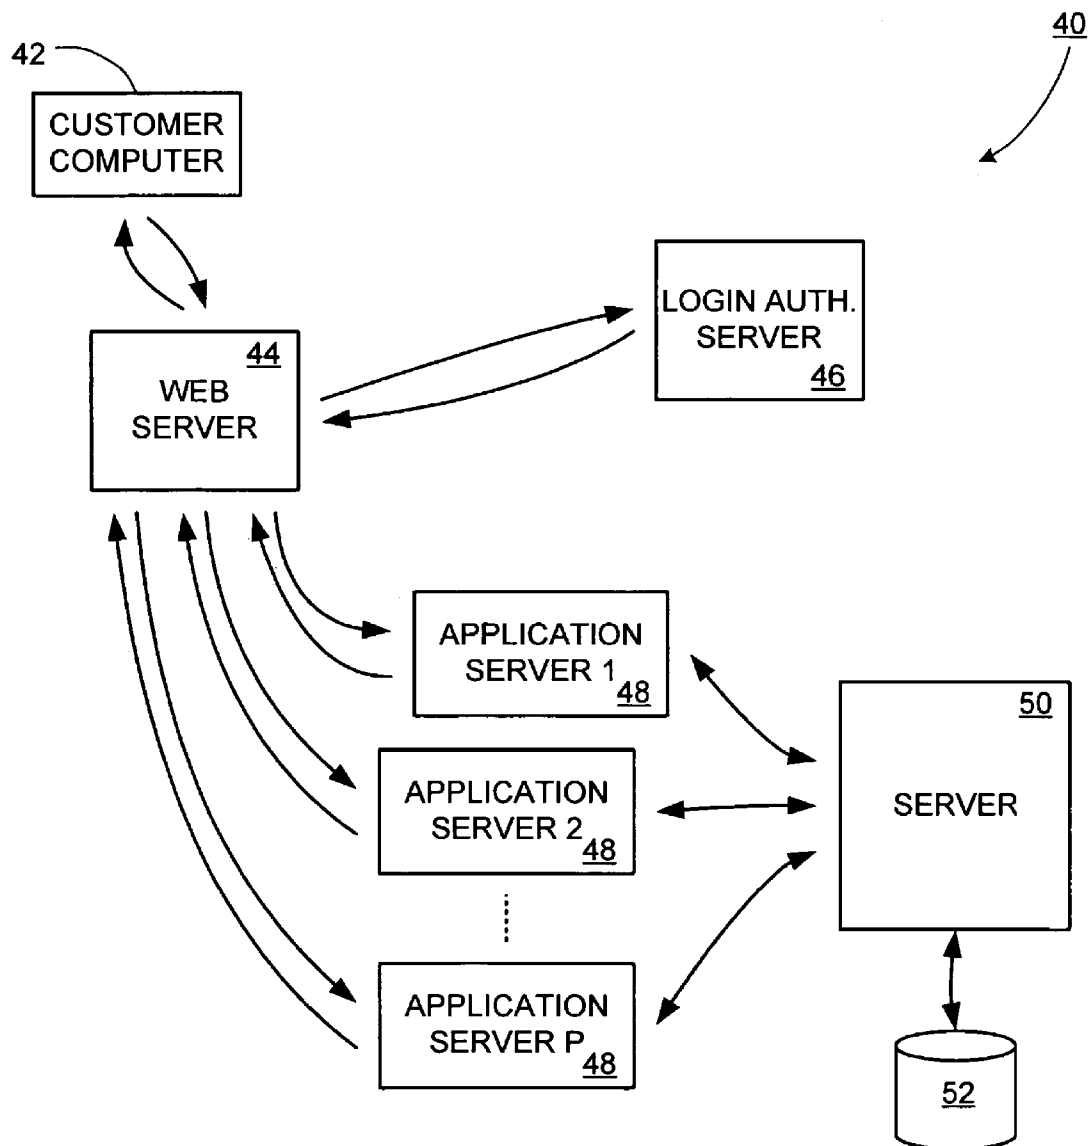 40
42
CUSTOMER
COMPUTER
44
WEB
SERVER
LOGIN AUTH.
SERVER
46
APPLICATION
SERVER 1
48
APPLICATION
SERVER 2
48
APPLICATION
SERVER P
48
50
SERVER
52